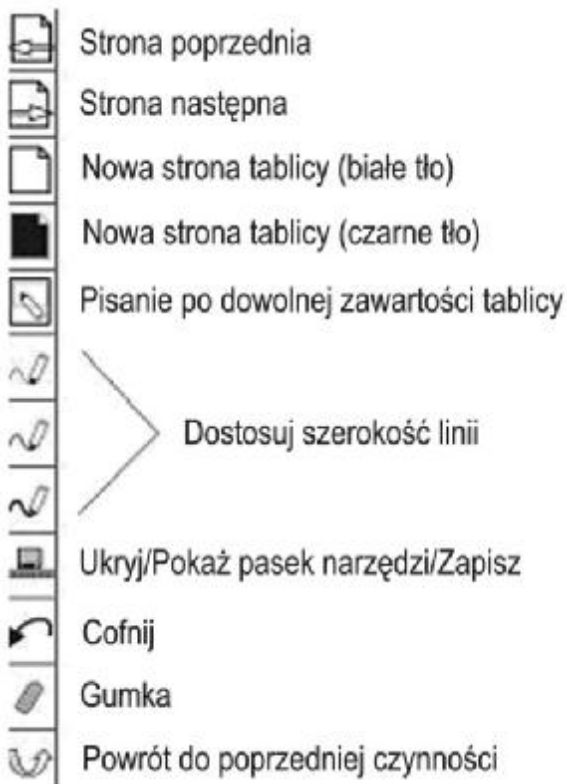 Strona poprzednia
Strona następna
Nowa strona tablicy (białe tło)
Nowa strona tablicy (czarne tło)
Pisanie po dowolnej zawartości tablicy
Dostosuj szerokość linii
Ukryj/Pokaż pasek narzędzi/Zapisz
Cofnij
Gumka
Powrót do poprzedniej czynności